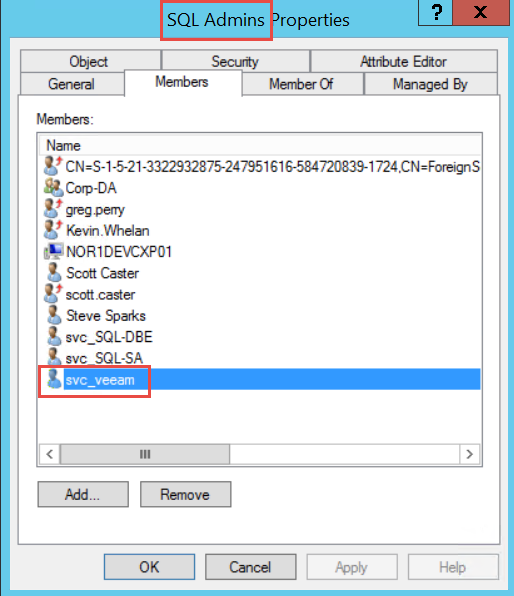 SQL Admins Properties
? X
Object Security Attribute Editor
General Members Member Of Managed By
Members:
Name
CN=S-1-5-21-3322932875-247951616-584720839-1724,CN=ForeignS
Corp-DA
greg.perry
Kevin.Whelan
NOR1DEVCXP01
Scott Caster
scott.caster
Steve Sparks
svc_SQL-DBE
svc_SQL-SA
svc_veeam
Add... Remove
OK Cancel Apply Help